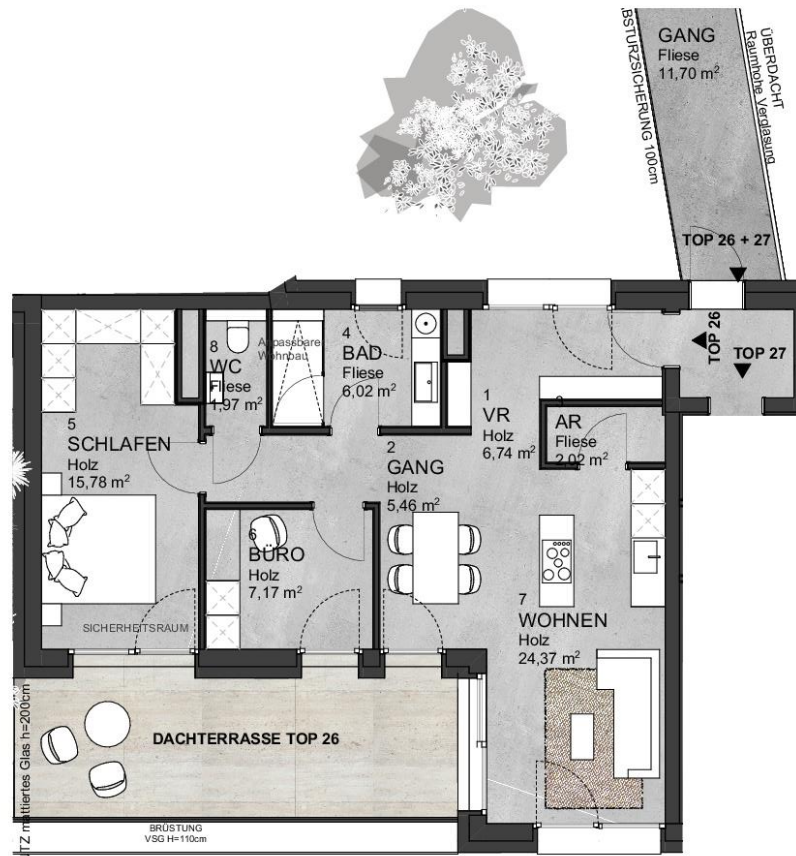 GANG
Fliese
11,70 m²
ÜBERDACHT
Raumhohe Verglasung
ABSTURZSICHERUNG 100cm
TOP 26 + 27
TOP 26
TOP 27
8
WC
Fliese
1,97 m²
Anpassbarer
Wohnbau
4
BAD
Fliese
6,02 m²
1
VR
Holz
6,74 m²
AR
Fliese
2,02 m²
5
SCHLAFEN
Holz
15,78 m²
2
GANG
Holz
5,46 m²
6
BÜRO
Holz
7,17 m²
7
WOHNEN
Holz
24,37 m²
SICHERHEITSRAUM
DACHTERRASSE TOP 26
TZ mattiertes Glas h=200cm
BRÜSTUNG
VSG H=110cm